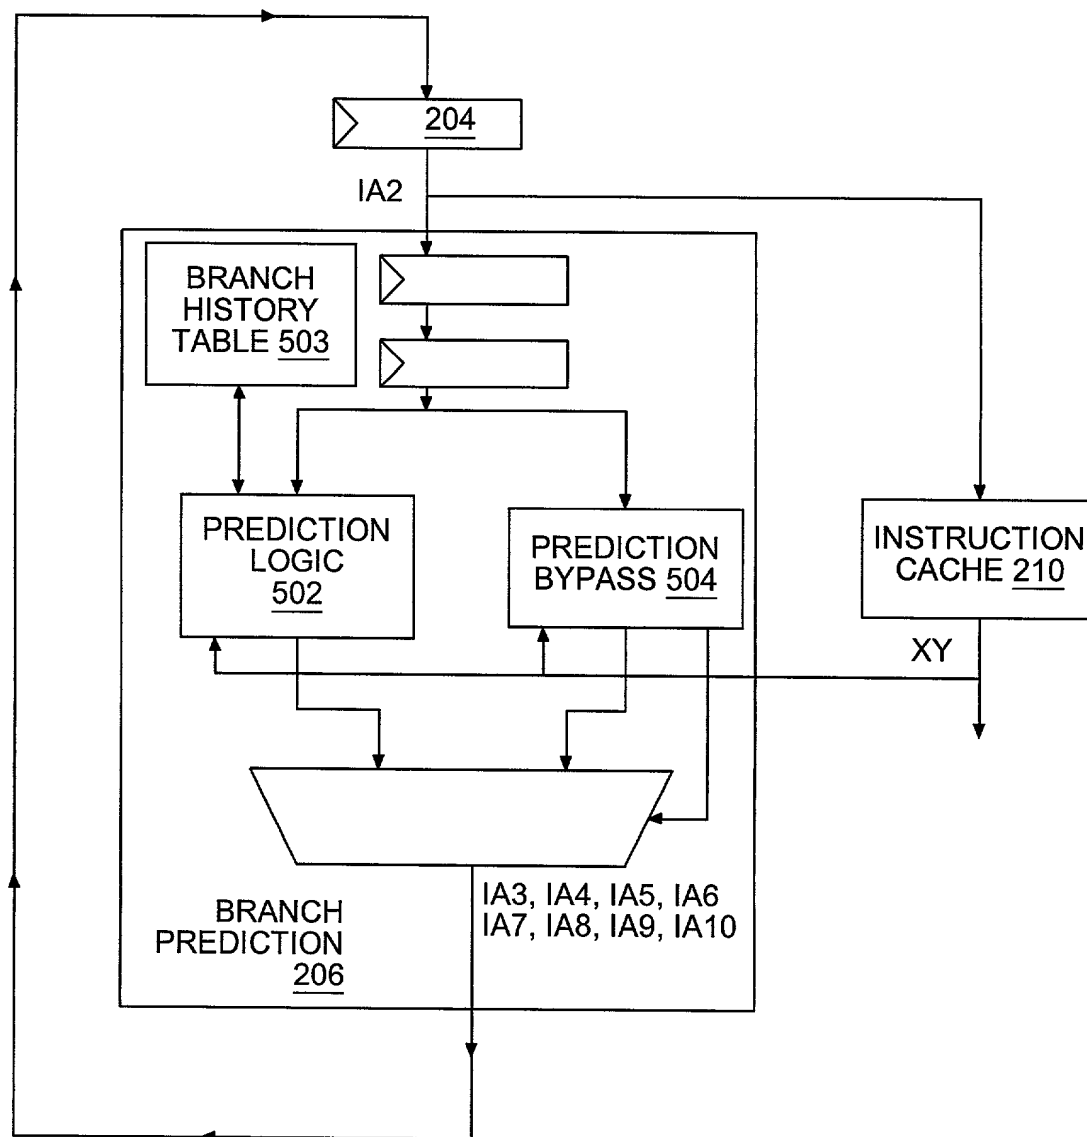 204
IA2
BRANCH
HISTORY
TABLE 503
PREDICTION
LOGIC
502
PREDICTION
BYPASS 504
INSTRUCTION
CACHE 210
XY
IA3, IA4, IA5, IA6
IA7, IA8, IA9, IA10
BRANCH
PREDICTION
206